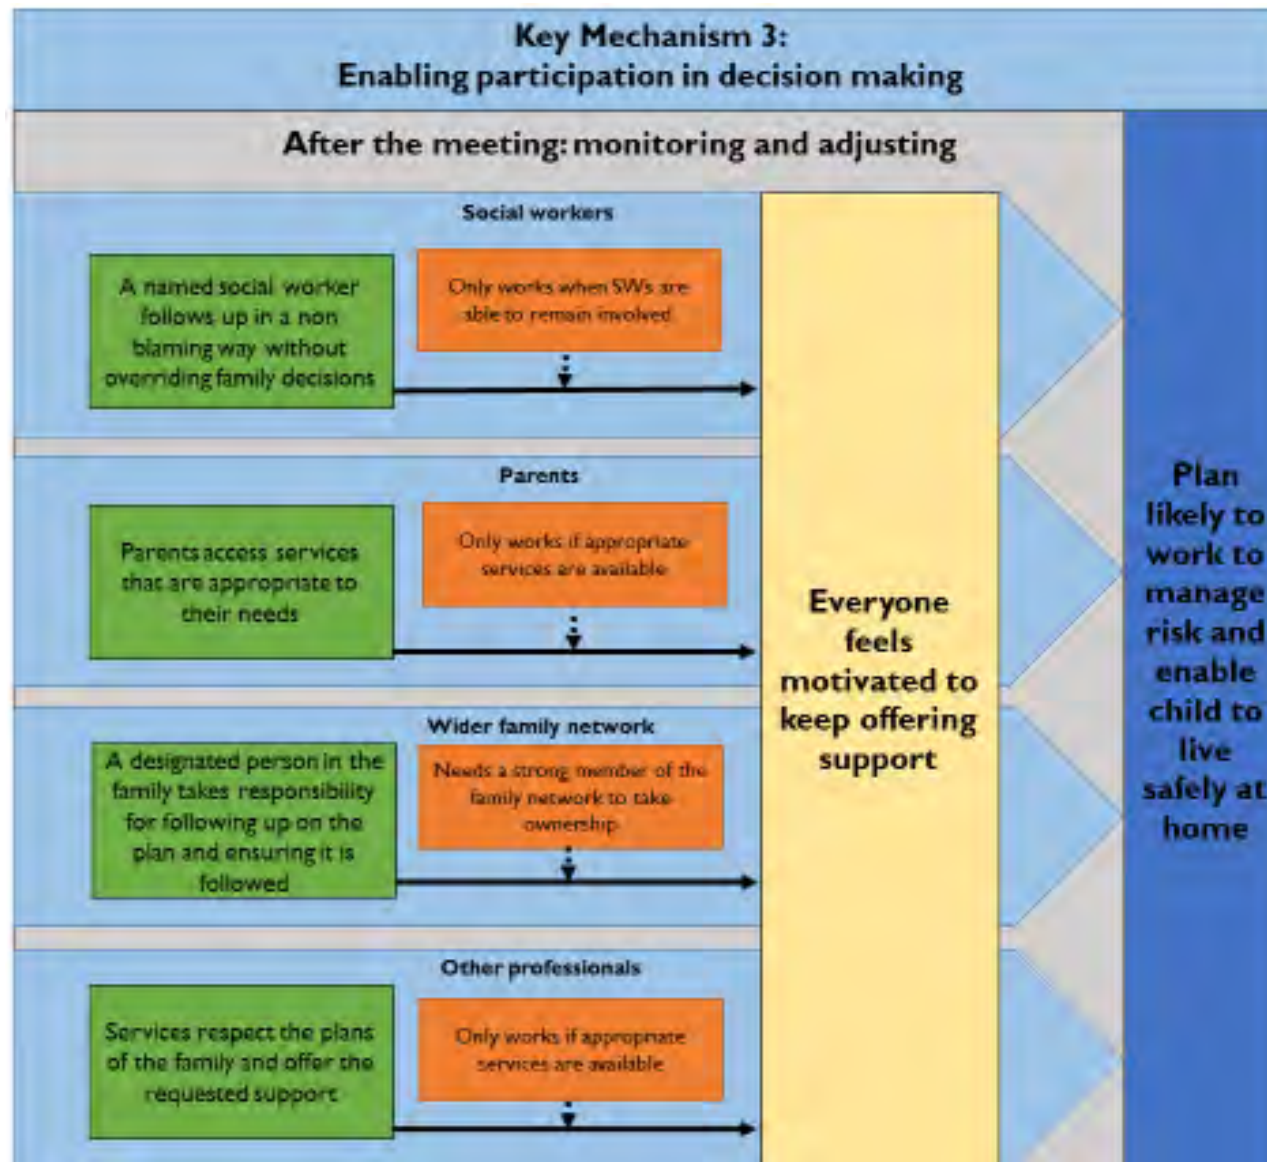 Key Mechanism 3:
Enabling participation in decision making
After the meeting: monitoring and adjusting
Social workers
A named social worker
follows up in a non
blaming way without
overriding family decisions
Only works when SWs are
able to remain involved
Parents
Parents access services
that are appropriate to
their needs
Only works if appropriate
services are available
Wider family network
A designated person in the
family takes responsibility
for following up on the
plan and ensuring it is
followed
Needs a strong member of the
family network to take
ownership
Other professionals
Services respect the plans
of the family and offer the
requested support
Only works if appropriate
services are available
Everyone
feels
motivated to
keep offering
support
Plan
likely to
work to
manage
risk and
enable
child to
live
safely at
home